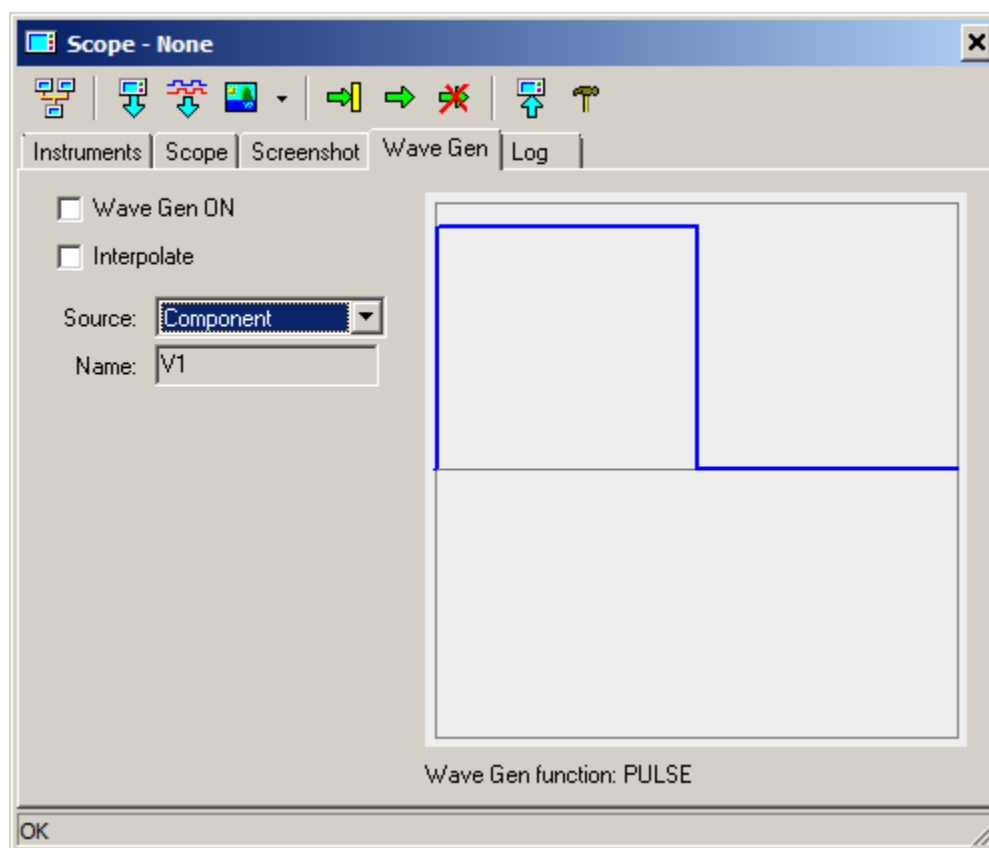 Scope - None
Instruments Scope Screenshot Wave Gen Log
Wave Gen ON
Interpolate
Source: Component
Name: V1
Wave Gen function: PULSE
OK